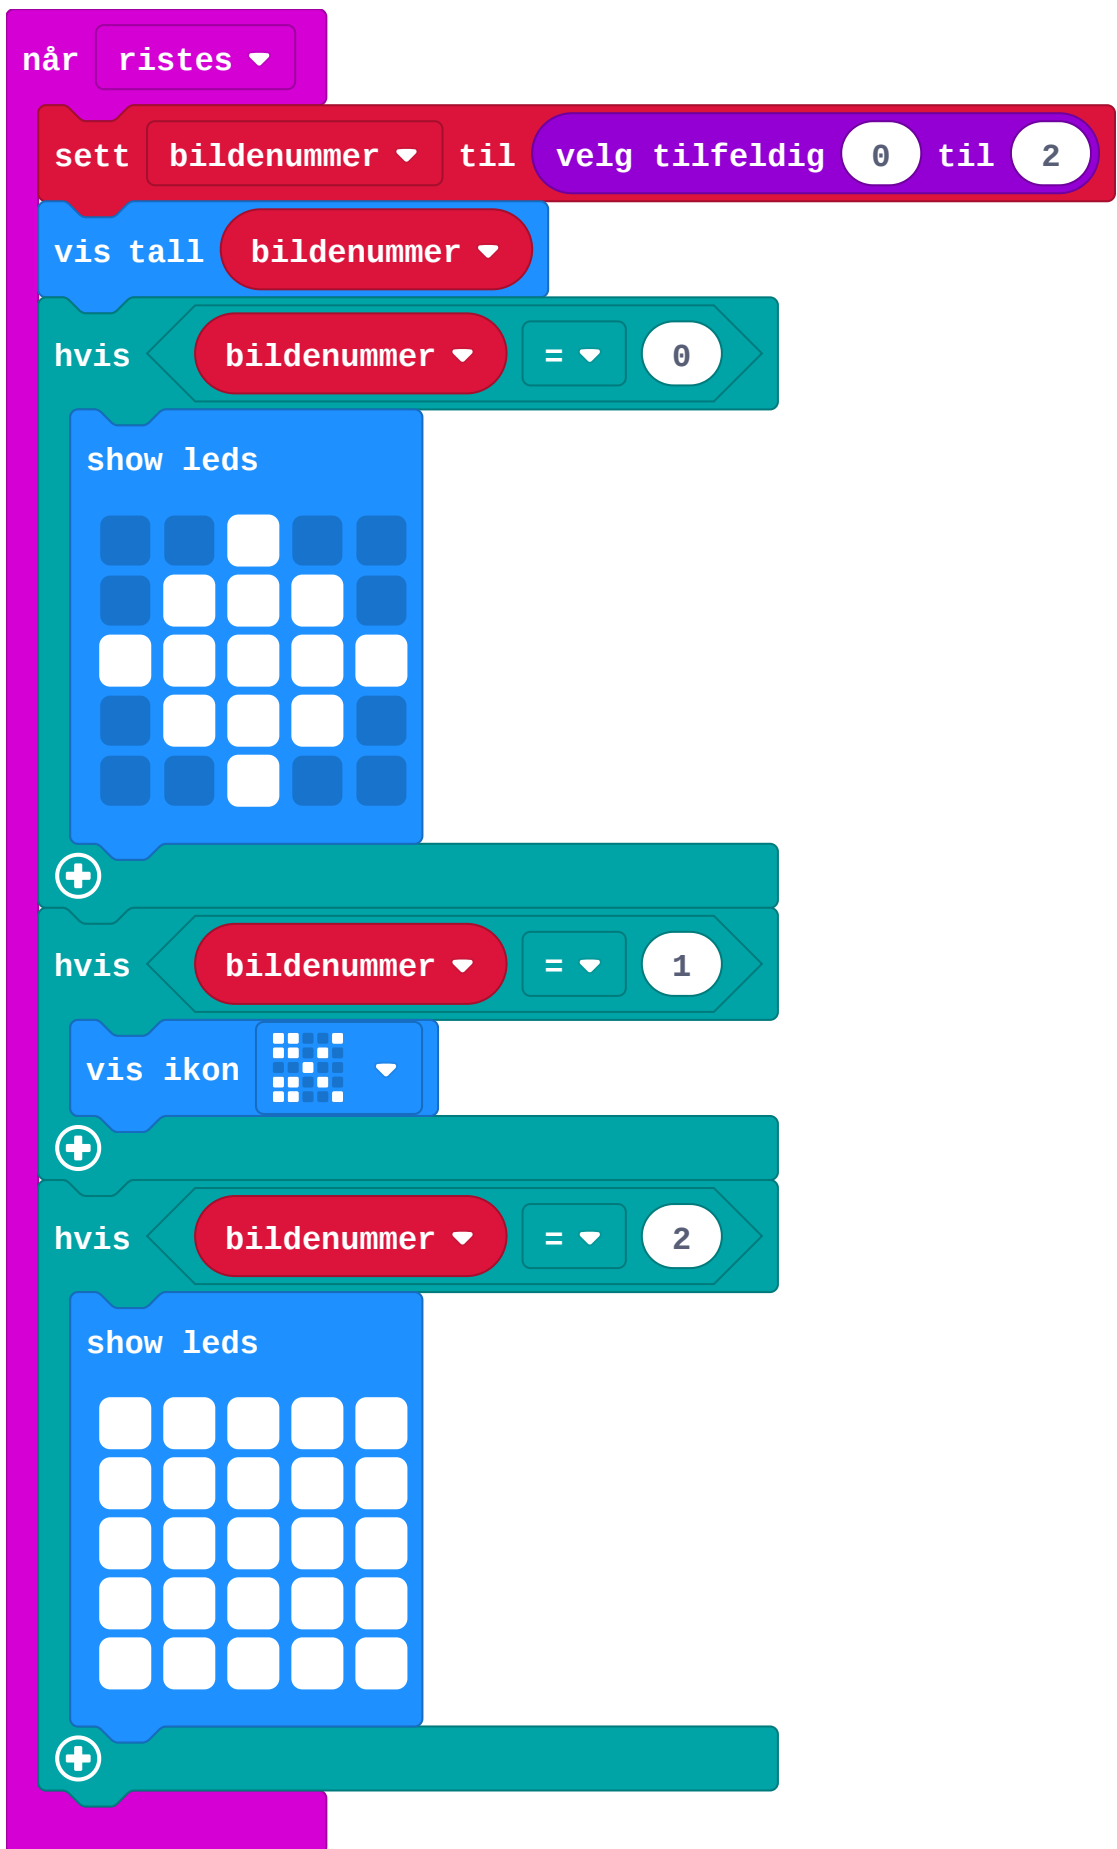 når ristes
sett bildenummer til velg tilfeldig 0 til 2
vis tall bildenummer
hvis bildenummer = 0
show leds
hvis bildenummer = 1
vis ikon
hvis bildenummer = 2
show leds